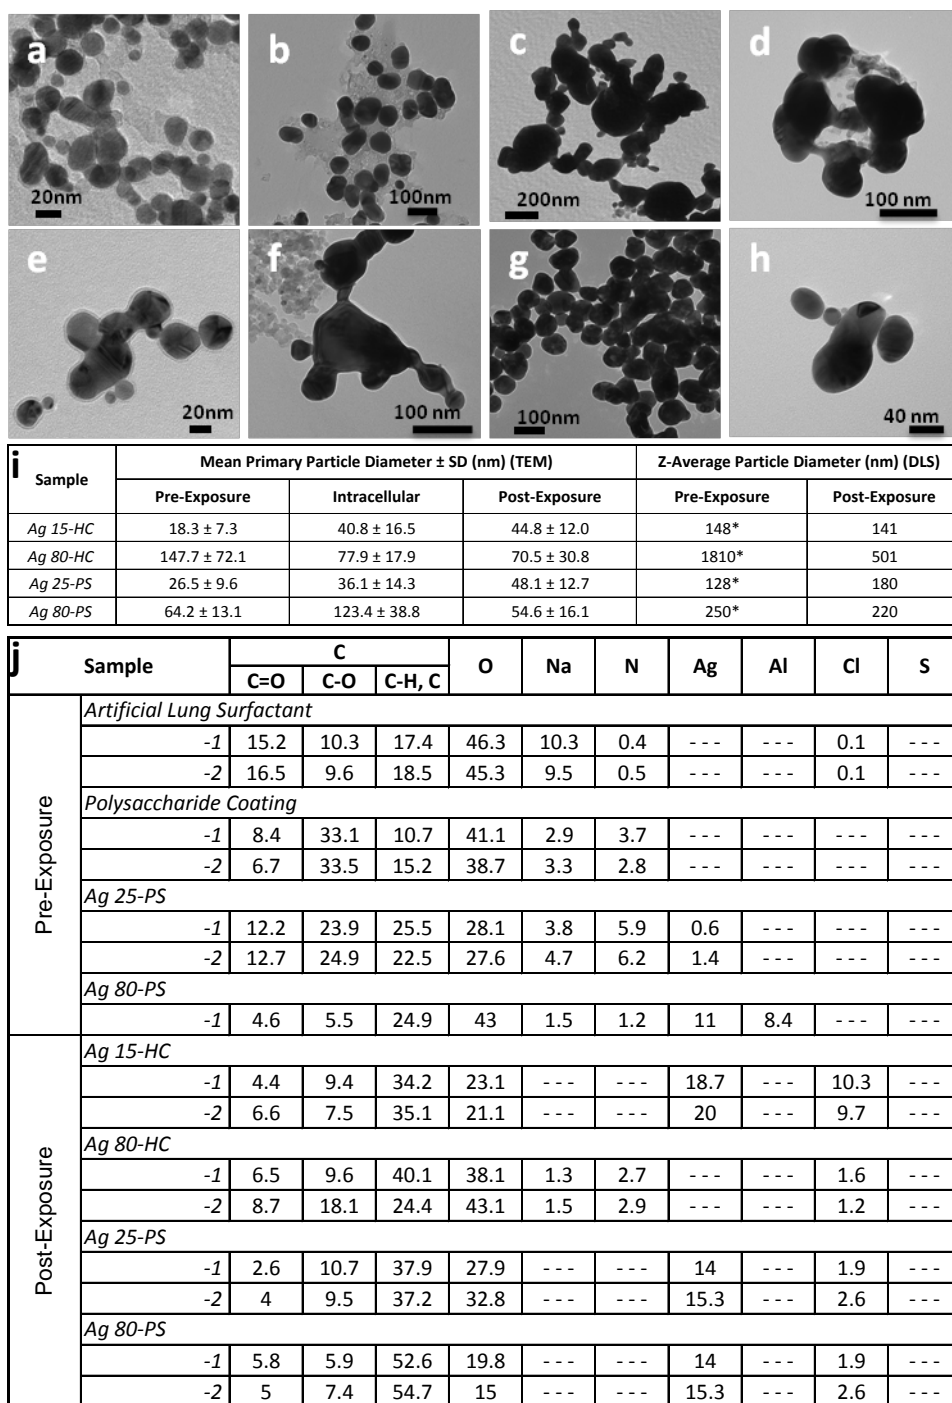 a b c d
20nm 100nm 200nm 100 nm
e f g h
20nm 100 nm 100nm 40 nm
i Sample Mean Primary Particle Diameter ± SD (nm) (TEM) Z-Average Particle Diameter (nm) (DLS)
Pre-Exposure Intracellular Post-Exposure Pre-Exposure Post-Exposure
Ag 15-HC 18.3 ± 7.3 40.8 ± 16.5 44.8 ± 12.0 148* 141
Ag 80-HC 147.7 ± 72.1 77.9 ± 17.9 70.5 ± 30.8 1810* 501
Ag 25-PS 26.5 ± 9.6 36.1 ± 14.3 48.1 ± 12.7 128* 180
Ag 80-PS 64.2 ± 13.1 123.4 ± 38.8 54.6 ± 16.1 250* 220
j Sample C O Na N Ag Al Cl S
C=O C-O C-H, C
Pre-Exposure
Artificial Lung Surfactant
-1 15.2 10.3 17.4 46.3 10.3 0.4 --- --- 0.1 ---
-2 16.5 9.6 18.5 45.3 9.5 0.5 --- --- 0.1 ---
Polysaccharide Coating
-1 8.4 33.1 10.7 41.1 2.9 3.7 --- --- --- ---
-2 6.7 33.5 15.2 38.7 3.3 2.8 --- --- --- ---
Ag 25-PS
-1 12.2 23.9 25.5 28.1 3.8 5.9 0.6 --- --- ---
-2 12.7 24.9 22.5 27.6 4.7 6.2 1.4 --- --- ---
Ag 80-PS
-1 4.6 5.5 24.9 43 1.5 1.2 11 8.4 --- ---
Post-Exposure
Ag 15-HC
-1 4.4 9.4 34.2 23.1 --- --- 18.7 --- 10.3 ---
-2 6.6 7.5 35.1 21.1 --- --- 20 --- 9.7 ---
Ag 80-HC
-1 6.5 9.6 40.1 38.1 1.3 2.7 --- --- 1.6 ---
-2 8.7 18.1 24.4 43.1 1.5 2.9 --- --- 1.2 ---
Ag 25-PS
-1 2.6 10.7 37.9 27.9 --- --- 14 --- 1.9 ---
-2 4 9.5 37.2 32.8 --- --- 15.3 --- 2.6 ---
Ag 80-PS
-1 5.8 5.9 52.6 19.8 --- --- 14 --- 1.9 ---
-2 5 7.4 54.7 15 --- --- 15.3 --- 2.6 ---